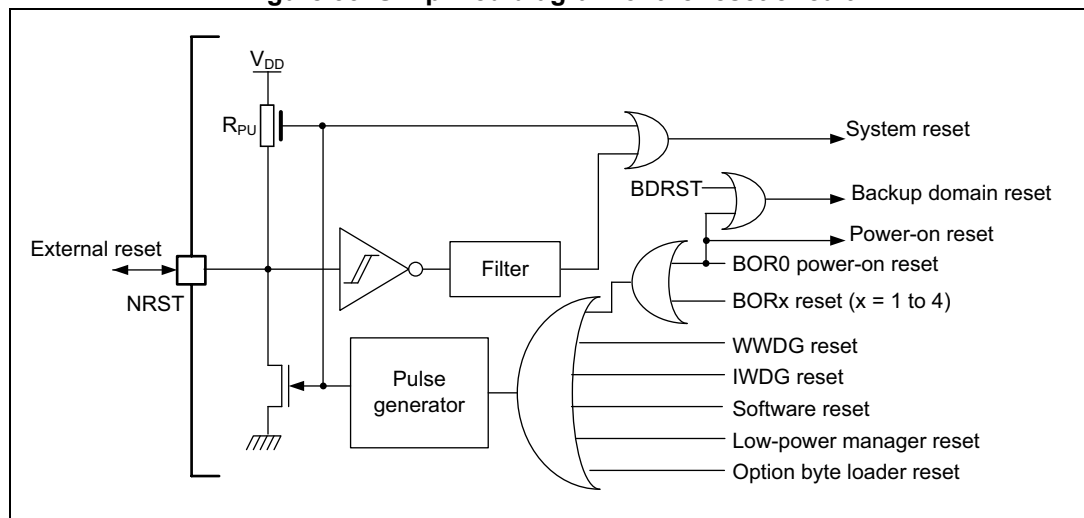 V_DD
R_PU
System reset
BDRST
Backup domain reset
External reset
Power-on reset
Filter
BOR0 power-on reset
NRST
BORx reset (x = 1 to 4)
WWDG reset
Pulse
generator
IWDG reset
Software reset
Low-power manager reset
Option byte loader reset